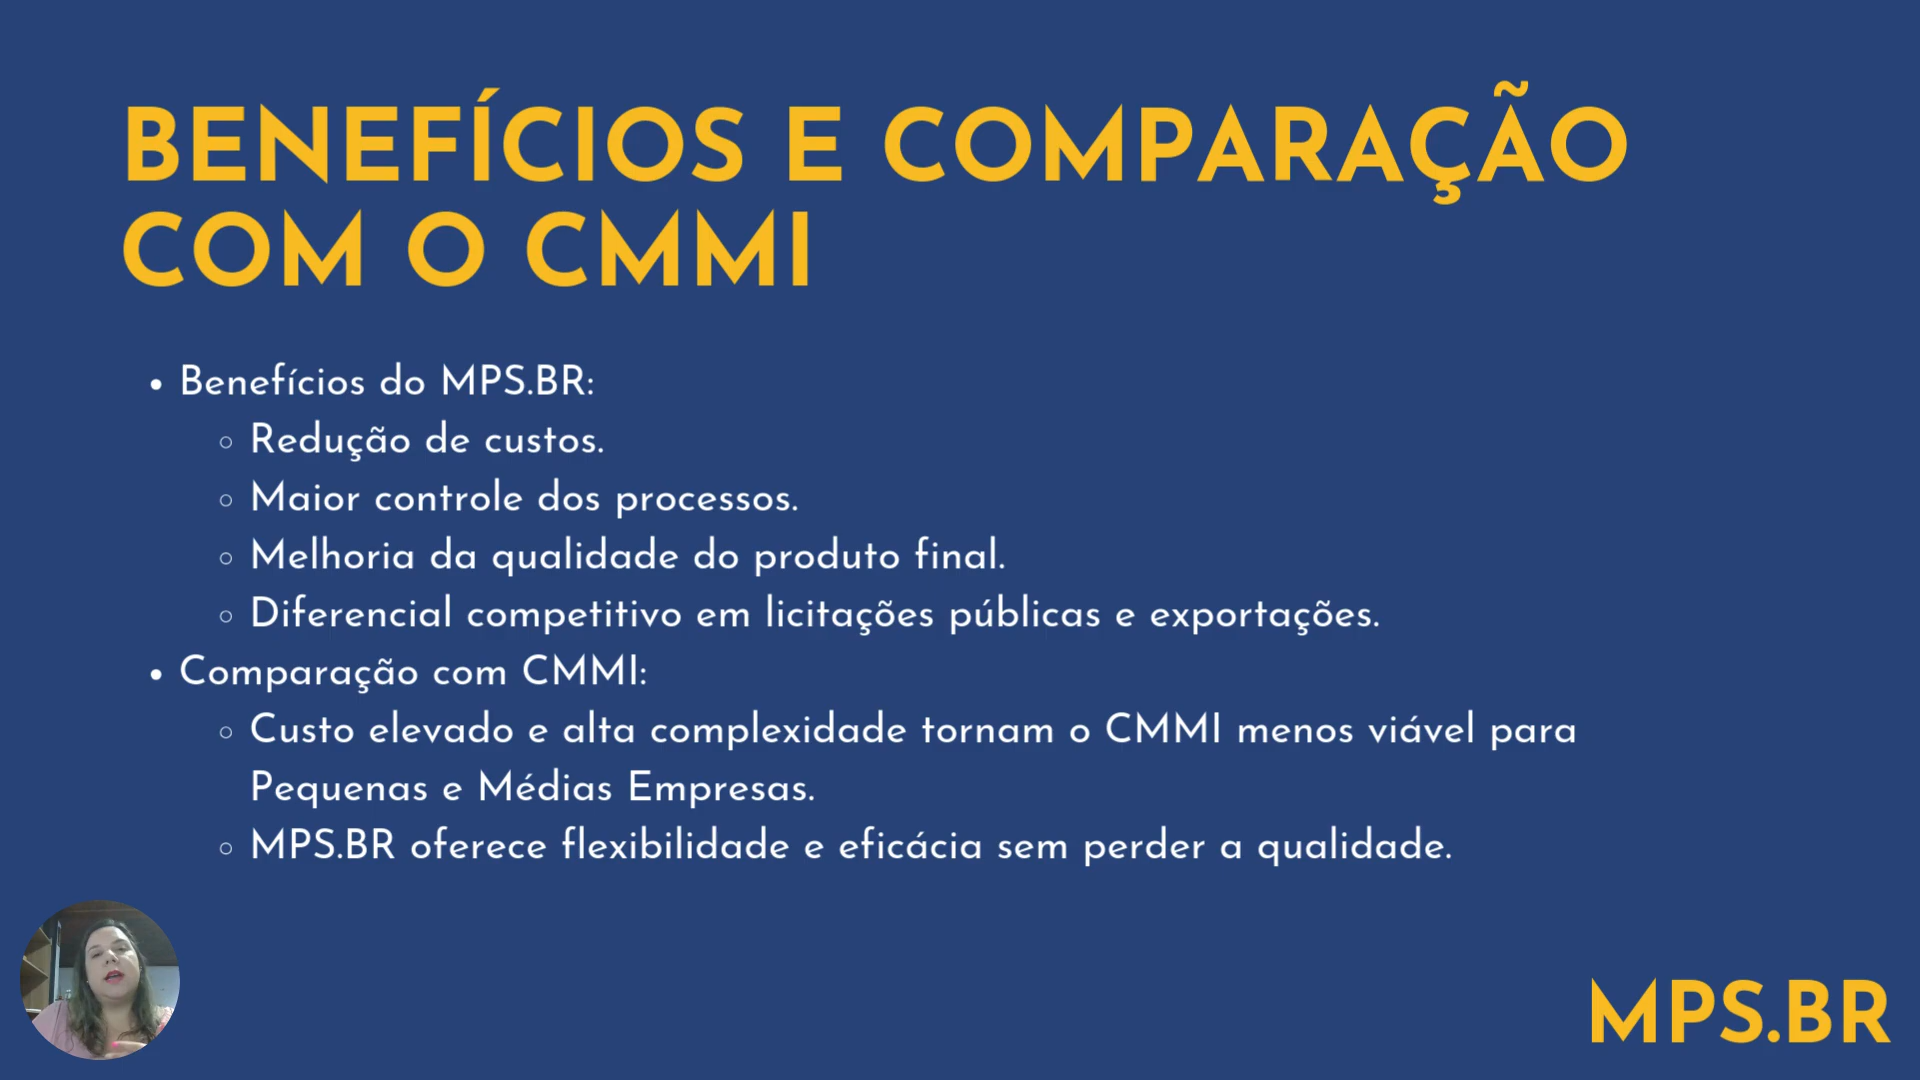 BENEFÍCIOS E COMPARAÇÃO
COM O CMMI
• Benefícios do MPS.BR:
◦ Redução de custos.
◦ Maior controle dos processos.
◦ Melhoria da qualidade do produto final.
◦ Diferencial competitivo em licitações públicas e exportações.
• Comparação com CMMI:
◦ Custo elevado e alta complexidade tornam o CMMI menos viável para
Pequenas e Médias Empresas.
◦ MPS.BR oferece flexibilidade e eficácia sem perder a qualidade.
MPS.BR